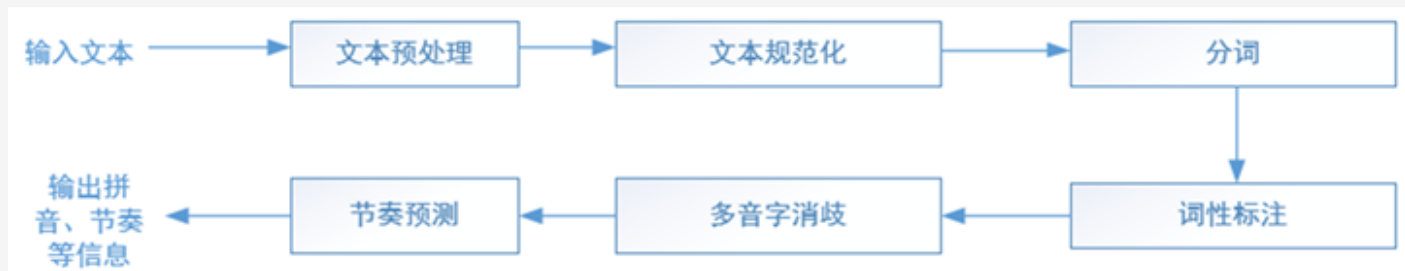 输入文本
文本预处理
文本规范化
分词
词性标注
多音字消歧
节奏预测
输出拼
音、节奏
等信息